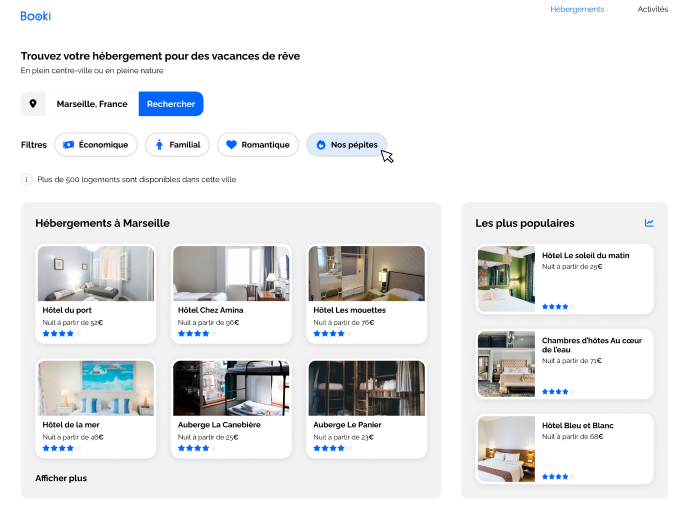 Booki
Hébergements
Activités
Trouvez votre hébergement pour des vacances de rêve
En plein centre-ville ou en pleine nature
Marseille, France
Rechercher
Filtres
Économique
Familial
Romantique
Nos pépites
i
Plus de 500 logements sont disponibles dans cette ville
Hébergements à Marseille
Hôtel du port
Nuit à partir de 52€
Hôtel Chez Amina
Nuit à partir de 96€
Hôtel Les mouettes
Nuit à partir de 76€
Hôtel de la mer
Nuit à partir de 46€
Auberge La Canebière
Nuit à partir de 25€
Auberge Le Panier
Nuit à partir de 23€
Afficher plus
Les plus populaires
Hôtel Le soleil du matin
Nuit à partir de 25€
Chambres d'hôtes Au cœur
de l'eau
Nuit à partir de 71€
Hôtel Bleu et Blanc
Nuit à partir de 68€